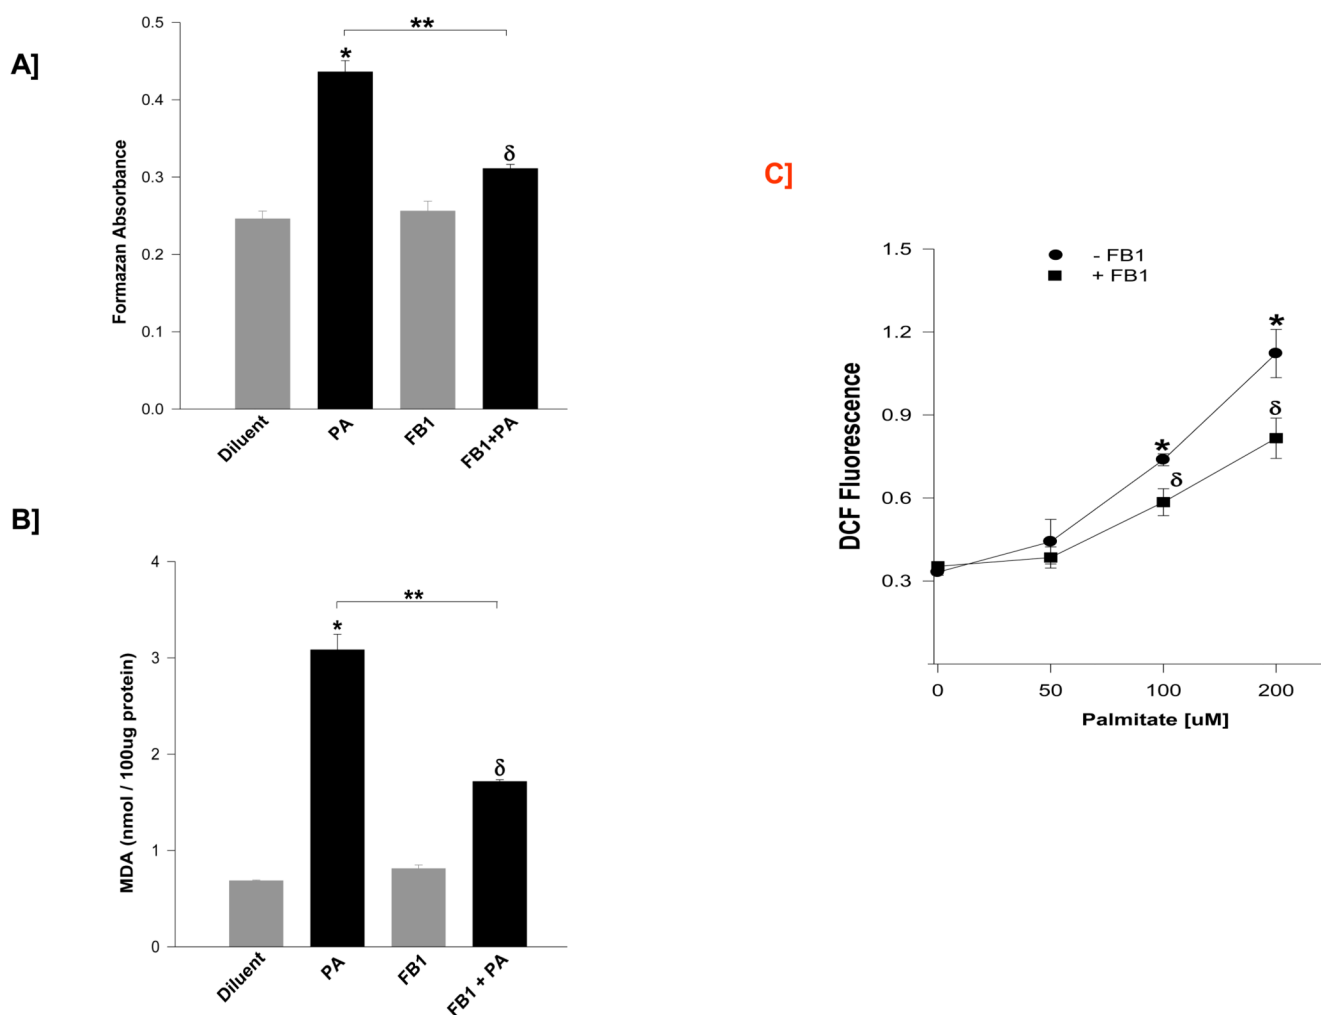 A]
0.5
0.4
0.3
0.2
0.1
0.0
Formazan Absorbance
**
*
δ
Diluent
PA
FB1
FB1+PA
B]
4
3
2
1
0
MDA (nmol / 100ug protein)
**
*
δ
Diluent
PA
FB1
FB1 + PA
C]
- FB1
+ FB1
1.5
1.2
0.9
0.6
0.3
DCF Fluorescence
*
δ
*
δ
0
50
100
200
Palmitate [uM]